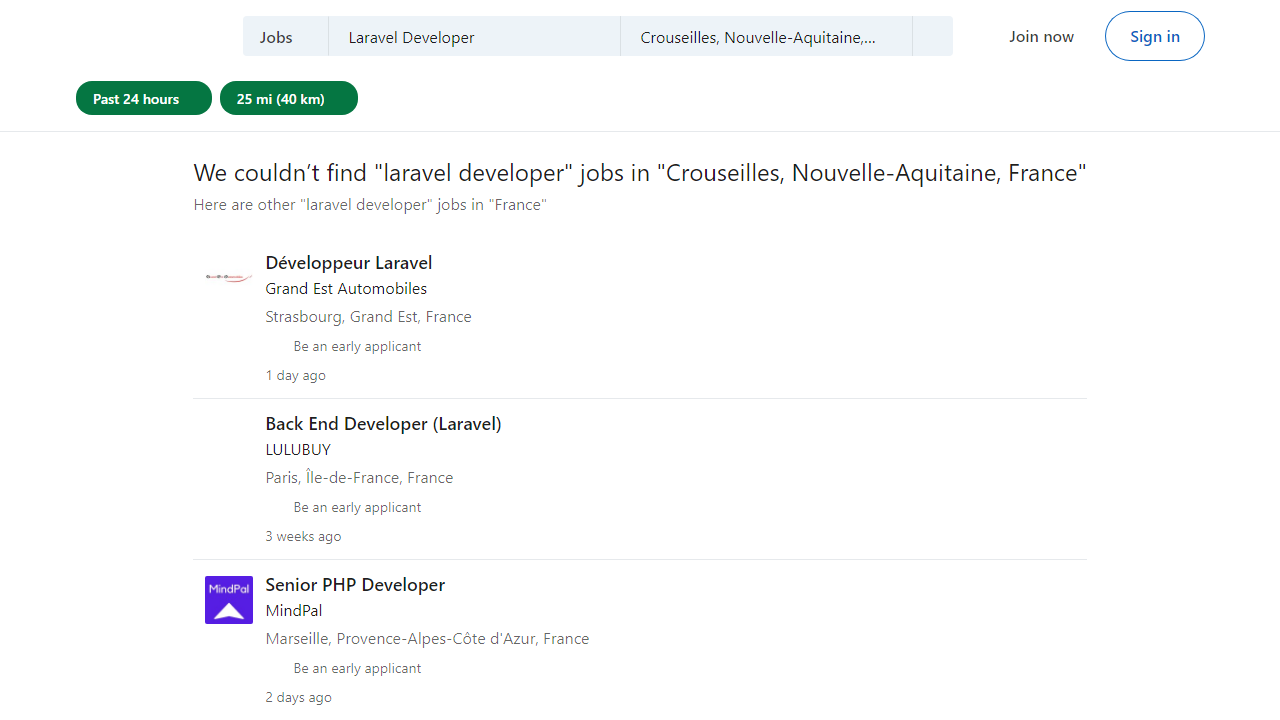 Jobs
Laravel Developer
Crouseilles, Nouvelle-Aquitaine,...
Join now
Sign in
Past 24 hours
25 mi (40 km)
We couldn’t find "laravel developer" jobs in "Crouseilles, Nouvelle-Aquitaine, France"
Here are other "laravel developer" jobs in "France"
Développeur Laravel
Grand Est Automobiles
Strasbourg, Grand Est, France
Be an early applicant
1 day ago
Back End Developer (Laravel)
LULUBUY
Paris, Île-de-France, France
Be an early applicant
3 weeks ago
MindPal
Senior PHP Developer
MindPal
Marseille, Provence-Alpes-Côte d'Azur, France
Be an early applicant
2 days ago